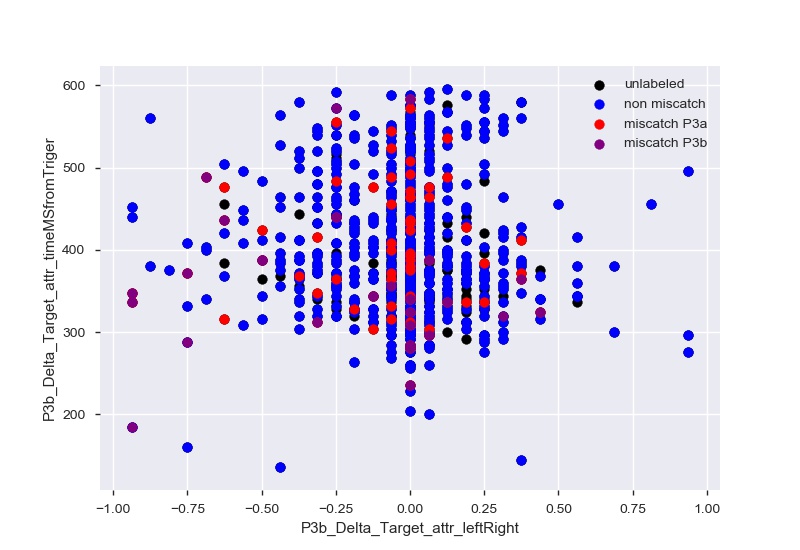 600
500
400
300
200
P3b_Delta_Target_attr_timeMSfromTriger
unlabeled
non miscatch
miscatch P3a
miscatch P3b
−1.00 −0.75 −0.50 −0.25 0.00 0.25 0.50 0.75 1.00
P3b_Delta_Target_attr_leftRight